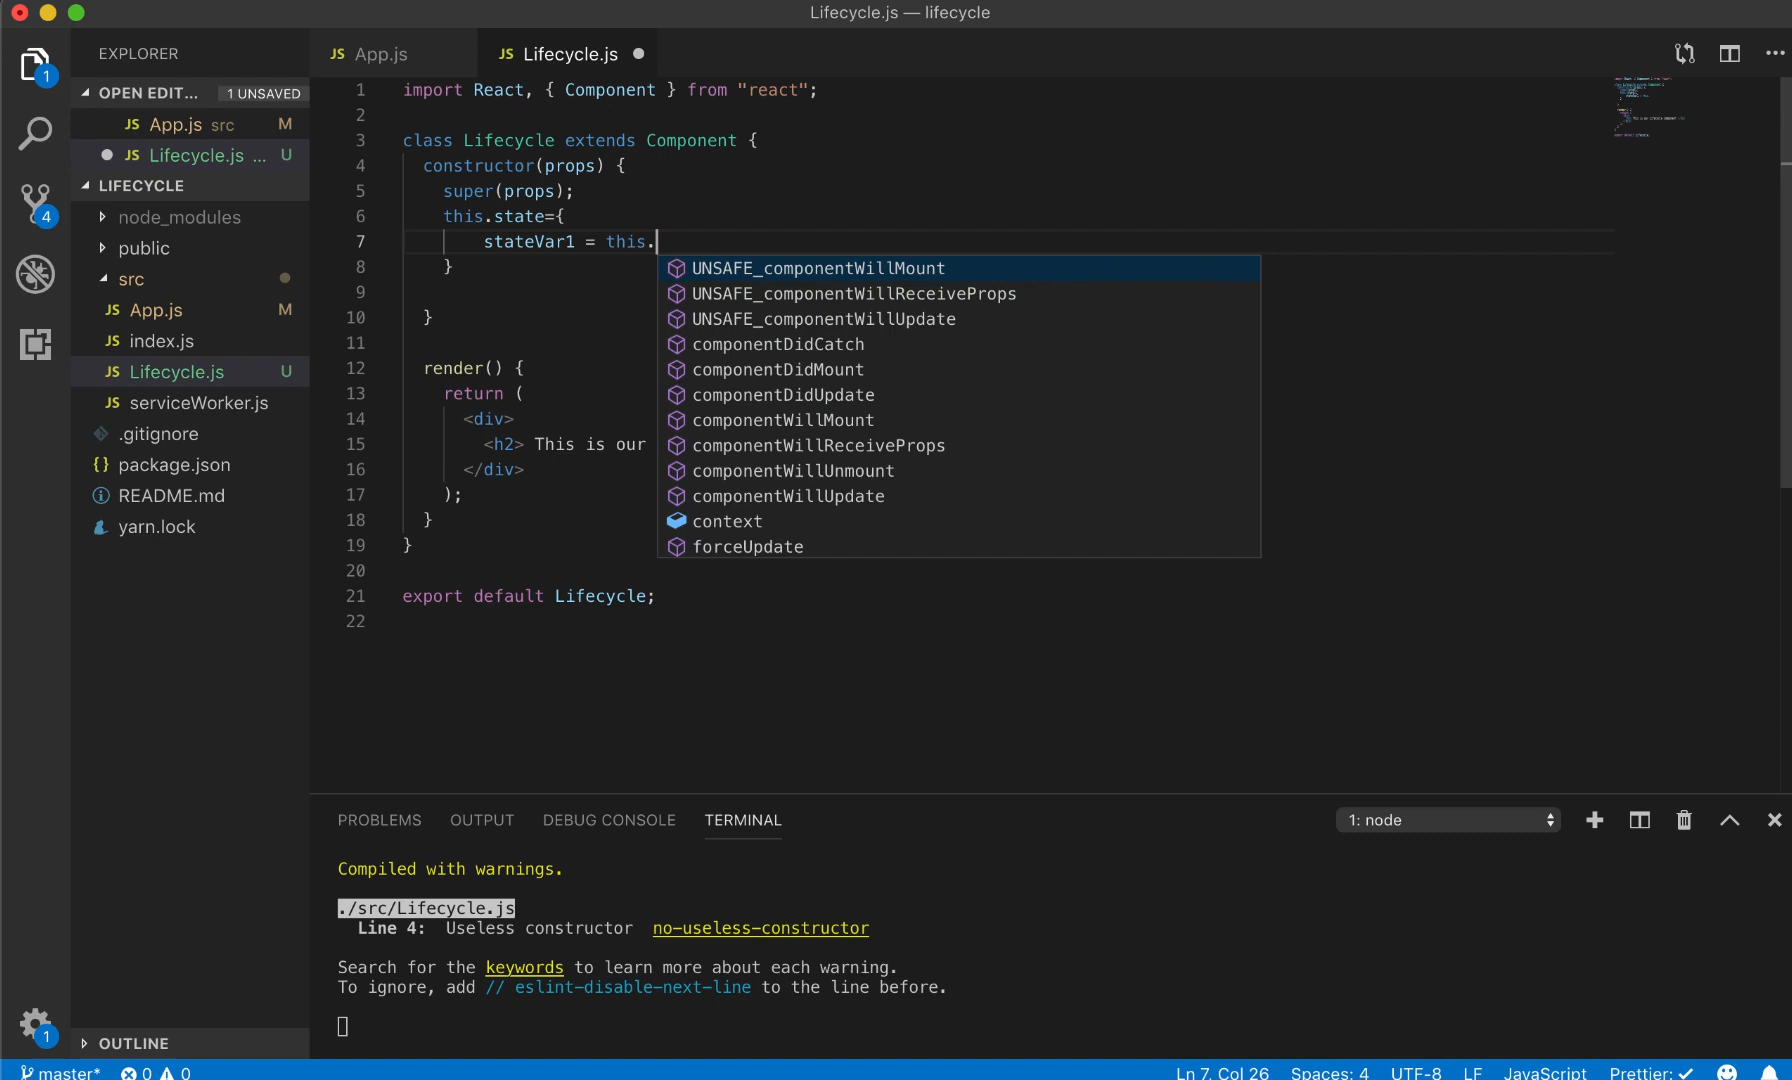 Lifecycle.js — lifecycle
1
EXPLORER
OPEN EDIT... 1 UNSAVED
JS App.js src M
JS Lifecycle.js ... U
LIFECYCLE
node_modules
public
src
JS App.js M
JS index.js
JS Lifecycle.js U
JS serviceWorker.js
.gitignore
{} package.json
README.md
yarn.lock
OUTLINE
4
1
JS App.js
JS Lifecycle.js
1 import React, { Component } from "react";
2
3 class Lifecycle extends Component {
4 constructor(props) {
5 super(props);
6 this.state={
7 stateVar1 = this.
8 }
9
10 }
11
12 render() {
13 return (
14 <div>
15 <h2> This is our
16 </div>
17 );
18 }
19 }
20
21 export default Lifecycle;
22
UNSAFE_componentWillMount
UNSAFE_componentWillReceiveProps
UNSAFE_componentWillUpdate
componentDidCatch
componentDidMount
componentDidUpdate
componentWillMount
componentWillReceiveProps
componentWillUnmount
componentWillUpdate
context
forceUpdate
PROBLEMS OUTPUT DEBUG CONSOLE TERMINAL 1: node
Compiled with warnings.
./src/Lifecycle.js
Line 4: Useless constructor no-useless-constructor
Search for the keywords to learn more about each warning.
To ignore, add // eslint-disable-next-line to the line before.
master* 0 0 Ln 7, Col 26 Spaces: 4 UTF-8 LF JavaScript Prettier: ✓